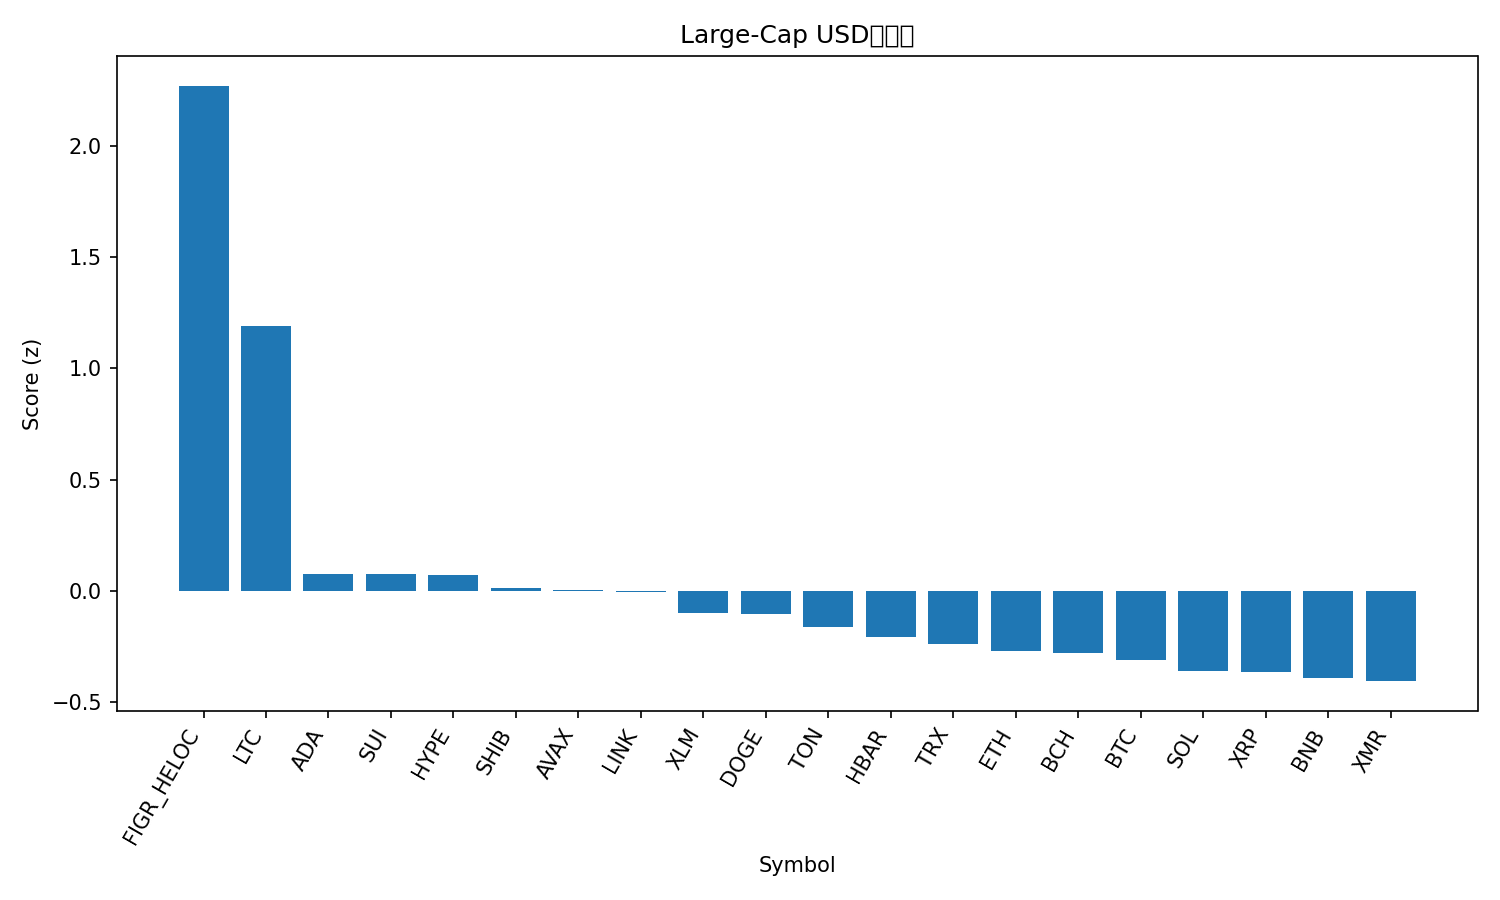 Large-Cap USD
Score (z)
2.0
1.5
1.0
0.5
0.0
−0.5
FIGR_HELOC
LTC
ADA
SUI
HYPE
SHIB
AVAX
LINK
XLM
DOGE
TON
HBAR
TRX
ETH
BCH
BTC
SOL
XRP
BNB
XMR
Symbol